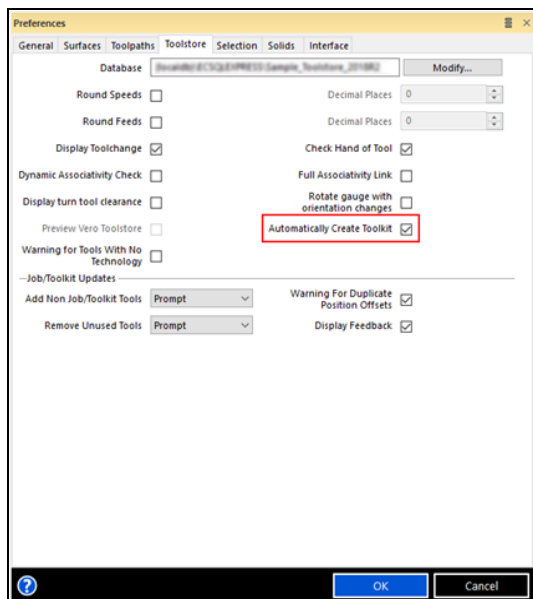 Preferences
General Surfaces Toolpaths Toolstore Selection Solids Interface
Database Modify...
Round Speeds Decimal Places 0
Round Feeds Decimal Places 0
Display Toolchange Check Hand of Tool
Dynamic Associativity Check Full Associativity Link
Display turn tool clearance Rotate gauge with
orientation changes
Preview Vero Toolstore Automatically Create Toolkit
Warning for Tools With No
Technology
Job/Toolkit Updates
Add Non Job/Toolkit Tools Prompt Warning For Duplicate
Position Offsets
Remove Unused Tools Prompt Display Feedback
? OK Cancel